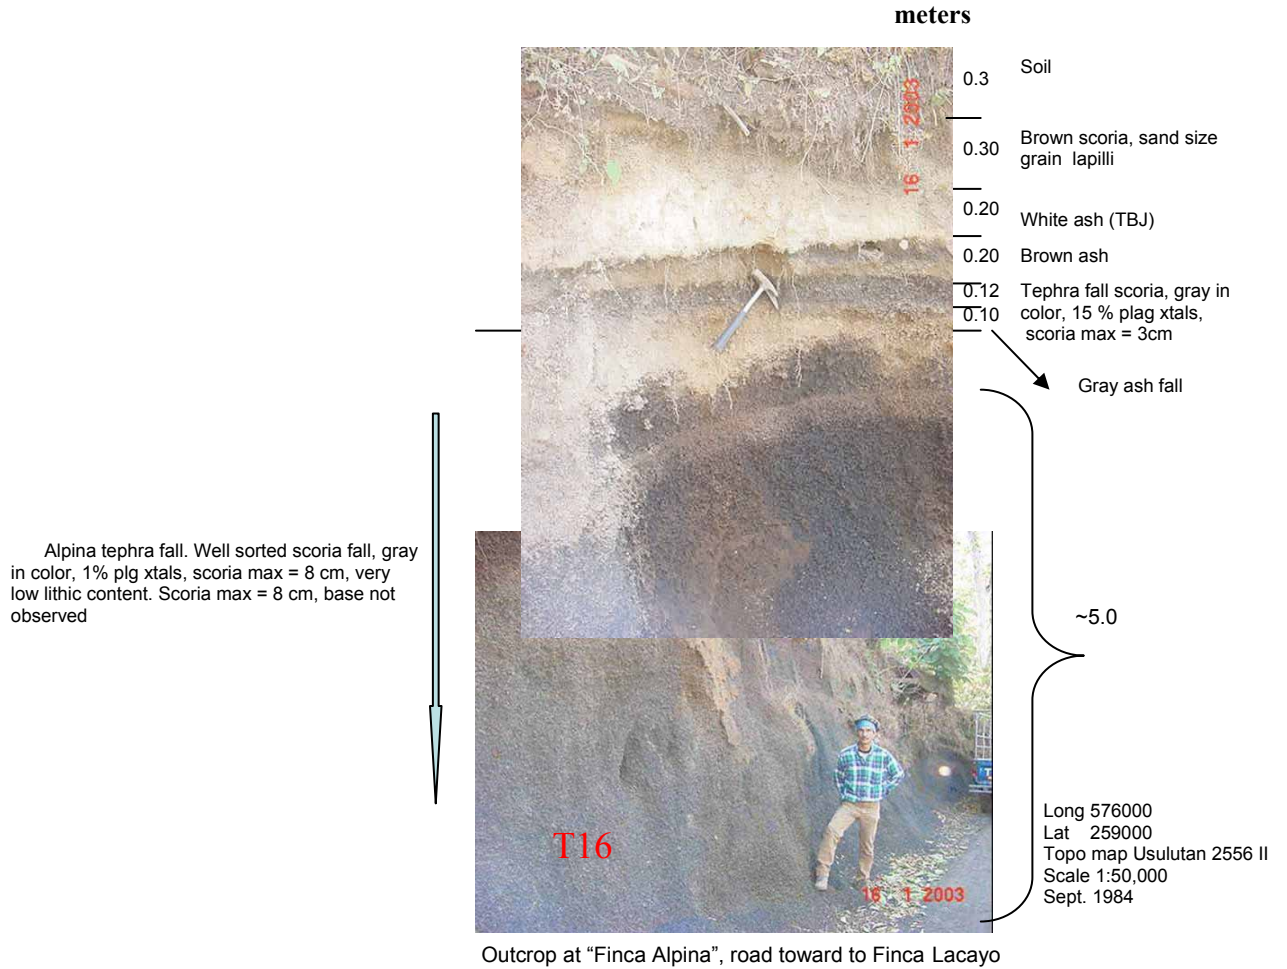 meters
0.3
Soil
0.30
Brown scoria, sand size
grain lapilli
0.20
White ash (TBJ)
0.20
Brown ash
0.12
0.10
Tephra fall scoria, gray in
color, 15 % plag xtals,
scoria max = 3cm
Gray ash fall
16 1 2003
Alpina tephra fall. Well sorted scoria fall, gray
in color, 1% plg xtals, scoria max = 8 cm, very
low lithic content. Scoria max = 8 cm, base not
observed
~5.0
T16
16 1 2003
Long 576000
Lat 259000
Topo map Usulutan 2556 II
Scale 1:50,000
Sept. 1984
Outcrop at “Finca Alpina”, road toward to Finca Lacayo